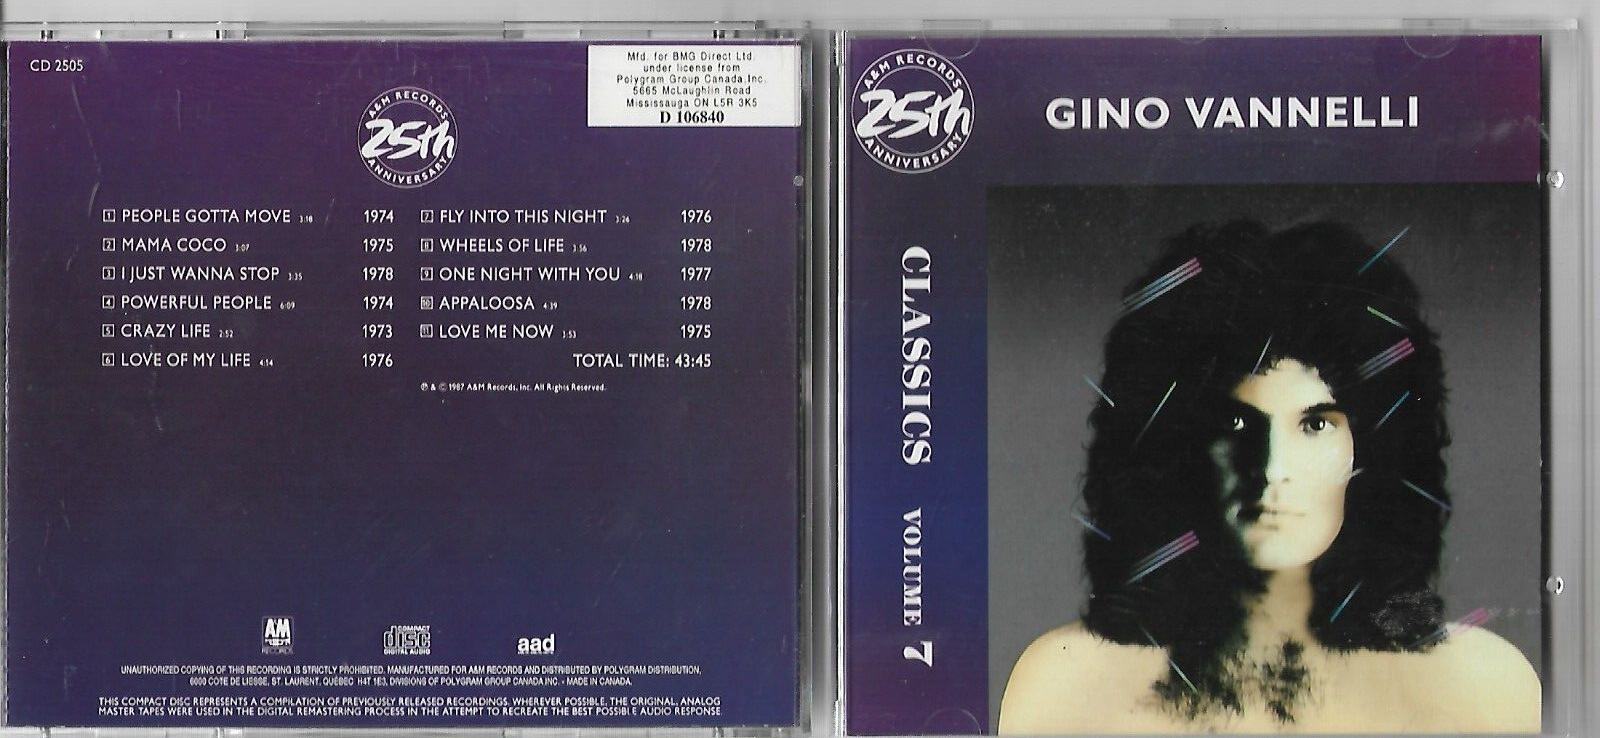 CD 2505
Mfd. for BMG Direct Ltd.
under license from
Polygram Group Canada, Inc.
5665 McLaughlin Road
Mississauga ON L5R 3K5
D 106840
A&M RECORDS
25th
ANNIVERSARY
1 PEOPLE GOTTA MOVE 3:18 1974
2 MAMA COCO 3:07 1975
3 I JUST WANNA STOP 3:35 1978
4 POWERFUL PEOPLE 6:09 1974
5 CRAZY LIFE 2:52 1973
6 LOVE OF MY LIFE 4:14 1976
7 FLY INTO THIS NIGHT 3:26 1976
8 WHEELS OF LIFE 3:56 1978
9 ONE NIGHT WITH YOU 4:18 1977
10 APPALOOSA 4:39 1978
11 LOVE ME NOW 3:53 1975
TOTAL TIME: 43:45
℗ & © 1987 A&M Records, Inc. All Rights Reserved.
A&M
RECORDS
COMPACT
disc
DIGITAL AUDIO
aad
UNAUTHORIZED COPYING OF THIS RECORDING IS STRICTLY PROHIBITED. MANUFACTURED FOR A&M RECORDS AND DISTRIBUTED BY POLYGRAM DISTRIBUTION,
6000 COTE DE LIESSE, ST. LAURENT, QUÉBEC H4T 1E3, DIVISIONS OF POLYGRAM GROUP CANADA INC. • MADE IN CANADA.
THIS COMPACT DISC REPRESENTS A COMPILATION OF PREVIOUSLY RELEASED RECORDINGS. WHEREVER POSSIBLE, THE ORIGINAL, ANALOG
MASTER TAPES WERE USED IN THE DIGITAL REMASTERING PROCESS IN THE ATTEMPT TO RECREATE THE BEST POSSIBLE AUDIO RESPONSE.
A&M RECORDS
25th
ANNIVERSARY
GINO VANNELLI
CLASSICS VOLUME 7